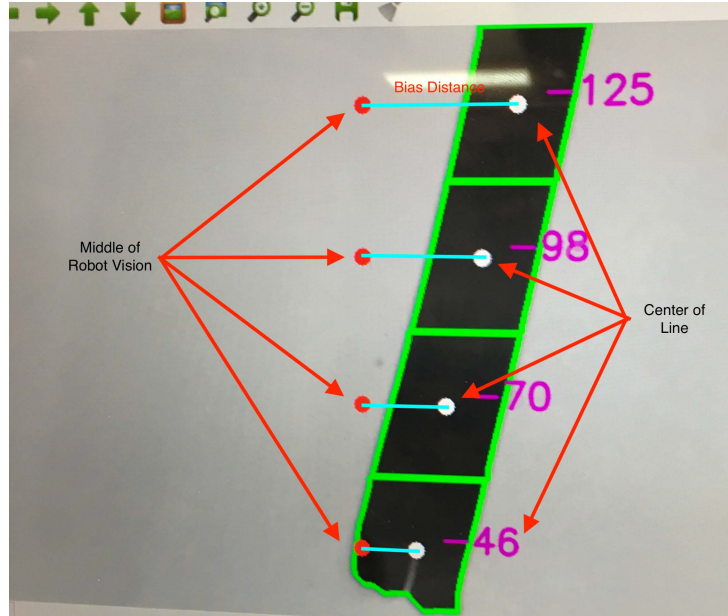 Bias Distance
-125
Middle of
Robot Vision
-98
Center of
Line
-70
-46